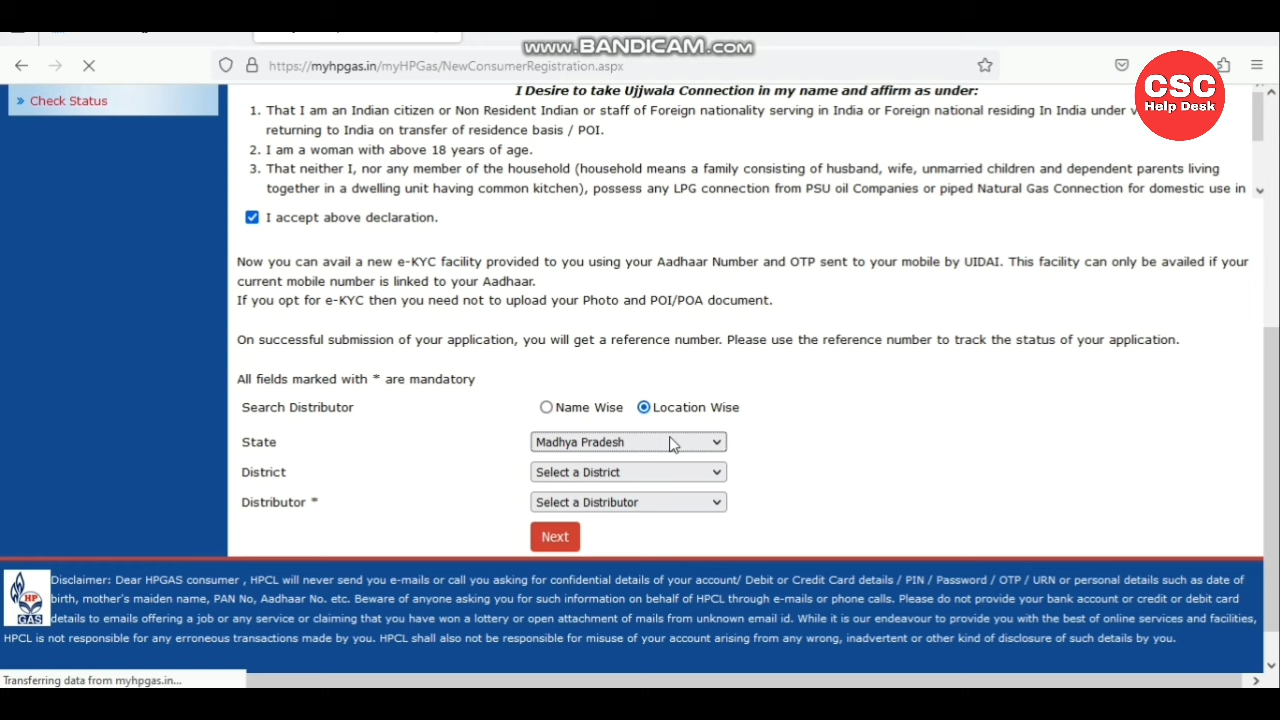 www.BANDICAM.com
https://myhpgas.in/myHPGas/NewConsumerRegistration.aspx
CSC
Help Desk
» Check Status
I Desire to take Ujjwala Connection in my name and affirm as under:
1. That I am an Indian citizen or Non Resident Indian or staff of Foreign nationality serving in India or Foreign national residing In India under
returning to India on transfer of residence basis / POI.
2. I am a woman with above 18 years of age.
3. That neither I, nor any member of the household (household means a family consisting of husband, wife, unmarried children and dependent parents living
together in a dwelling unit having common kitchen), possess any LPG connection from PSU oil Companies or piped Natural Gas Connection for domestic use in
I accept above declaration.
Now you can avail a new e-KYC facility provided to you using your Aadhaar Number and OTP sent to your mobile by UIDAI. This facility can only be availed if your
current mobile number is linked to your Aadhaar.
If you opt for e-KYC then you need not to upload your Photo and POI/POA document.
On successful submission of your application, you will get a reference number. Please use the reference number to track the status of your application.
All fields marked with * are mandatory
Search Distributor Name Wise Location Wise
State Madhya Pradesh
District Select a District
Distributor * Select a Distributor
Next
Disclaimer: Dear HPGAS consumer , HPCL will never send you e-mails or call you asking for confidential details of your account/ Debit or Credit Card details / PIN / Password / OTP / URN or personal details such as date of
birth, mother's maiden name, PAN No, Aadhaar No. etc. Beware of anyone asking you for such information on behalf of HPCL through e-mails or phone calls. Please do not provide your bank account or credit or debit card
details to emails offering a job or any service or claiming that you have won a lottery or open attachment of mails from unknown email id. While it is our endeavour to provide you with the best of online services and facilities,
HPCL is not responsible for any erroneous transactions made by you. HPCL shall also not be responsible for misuse of your account arising from any wrong, inadvertent or other kind of disclosure of such details by you.
HP
GAS
Transferring data from myhpgas.in...